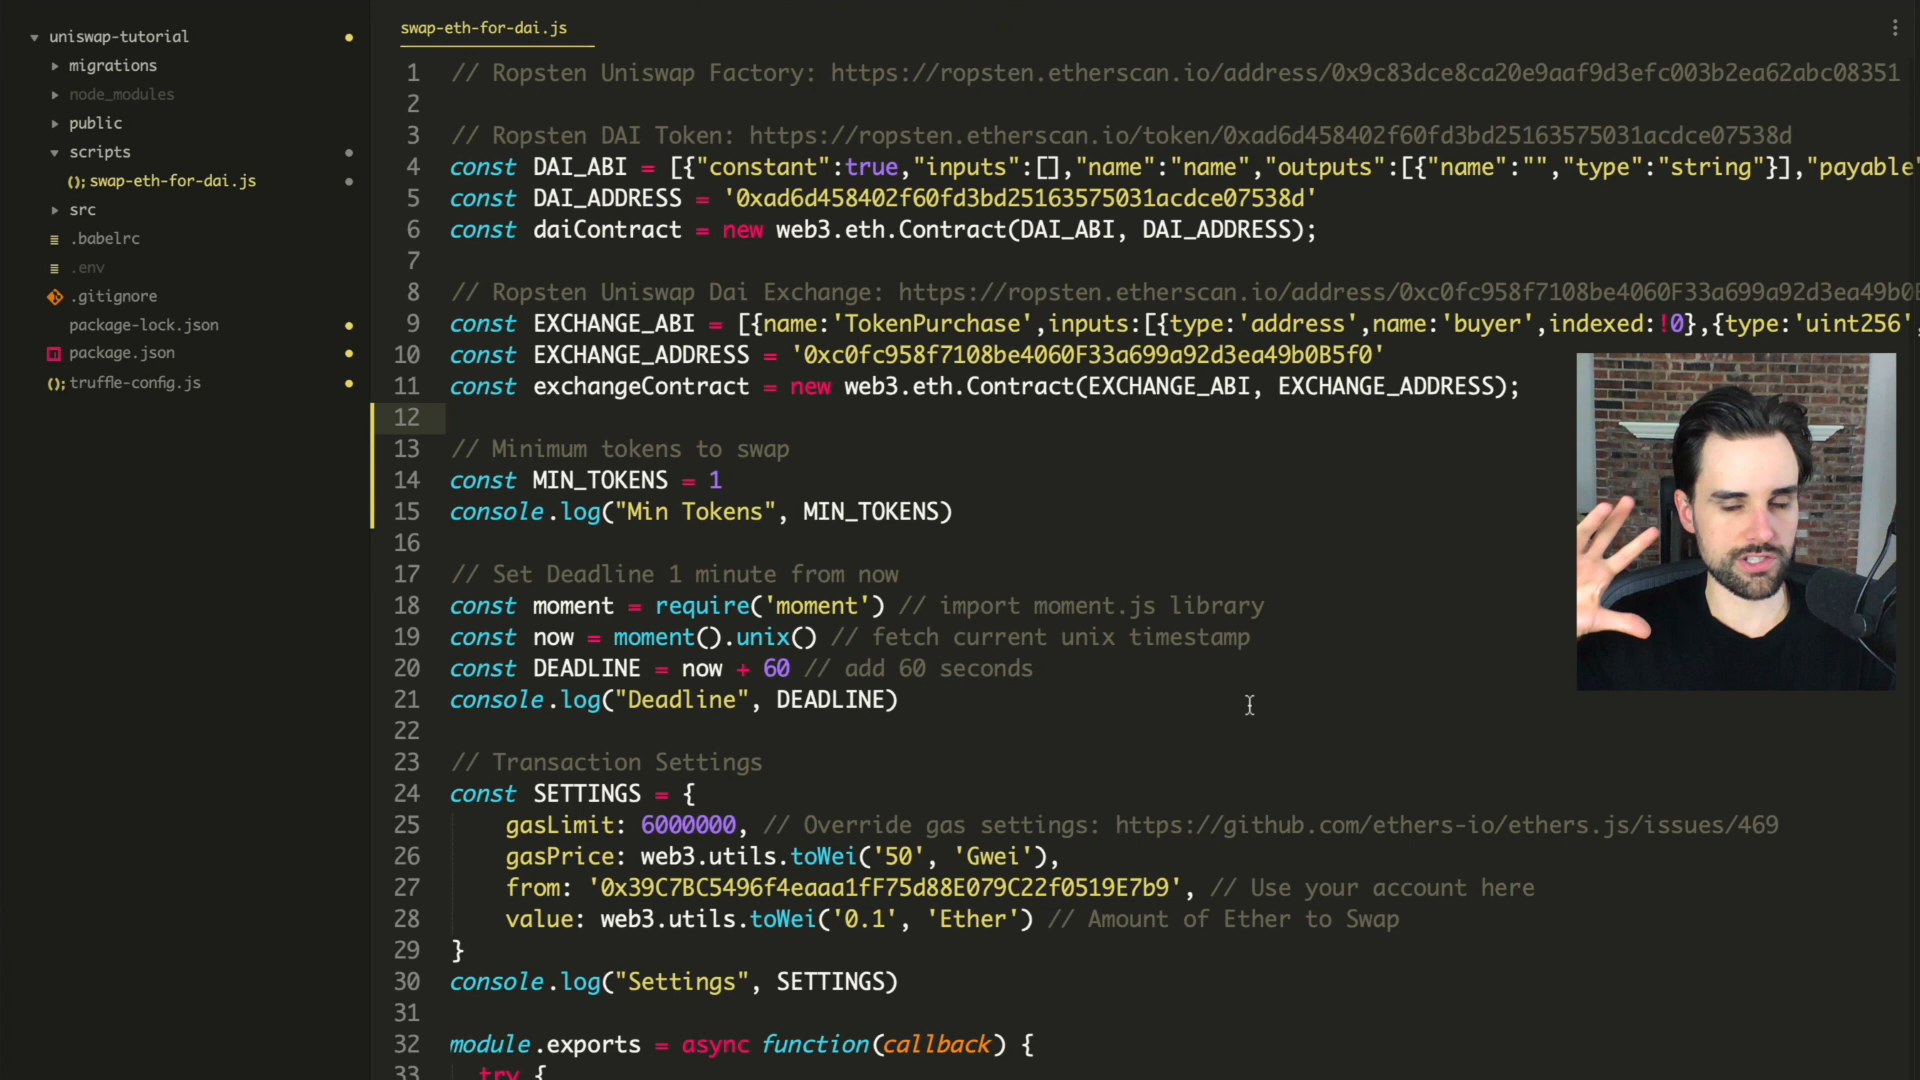 uniswap-tutorial
migrations
node_modules
public
scripts
swap-eth-for-dai.js
src
.babelrc
.env
.gitignore
package-lock.json
package.json
truffle-config.js
swap-eth-for-dai.js
1 // Ropsten Uniswap Factory: https://ropsten.etherscan.io/address/0x9c83dce8ca20e9aaf9d3efc003b2ea62abc08351
2
3 // Ropsten DAI Token: https://ropsten.etherscan.io/token/0xad6d458402f60fd3bd25163575031acdce07538d
4 const DAI_ABI = [{"constant":true,"inputs":[],"name":"name","outputs":[{"name":"","type":"string"}],"payable"
5 const DAI_ADDRESS = '0xad6d458402f60fd3bd25163575031acdce07538d'
6 const daiContract = new web3.eth.Contract(DAI_ABI, DAI_ADDRESS);
7
8 // Ropsten Uniswap Dai Exchange: https://ropsten.etherscan.io/address/0xc0fc958f7108be4060F33a699a92d3ea49b0B
9 const EXCHANGE_ABI = [{name:'TokenPurchase',inputs:[{type:'address',name:'buyer',indexed:!0},{type:'uint256',
10 const EXCHANGE_ADDRESS = '0xc0fc958f7108be4060F33a699a92d3ea49b0B5f0'
11 const exchangeContract = new web3.eth.Contract(EXCHANGE_ABI, EXCHANGE_ADDRESS);
12
13 // Minimum tokens to swap
14 const MIN_TOKENS = 1
15 console.log("Min Tokens", MIN_TOKENS)
16
17 // Set Deadline 1 minute from now
18 const moment = require('moment') // import moment.js library
19 const now = moment().unix() // fetch current unix timestamp
20 const DEADLINE = now + 60 // add 60 seconds
21 console.log("Deadline", DEADLINE)
22
23 // Transaction Settings
24 const SETTINGS = {
25 gasLimit: 6000000, // Override gas settings: https://github.com/ethers-io/ethers.js/issues/469
26 gasPrice: web3.utils.toWei('50', 'Gwei'),
27 from: '0x39C7BC5496f4eaaa1fF75d88E079C22f0519E7b9', // Use your account here
28 value: web3.utils.toWei('0.1', 'Ether') // Amount of Ether to Swap
29 }
30 console.log("Settings", SETTINGS)
31
32 module.exports = async function(callback) {
33 try {